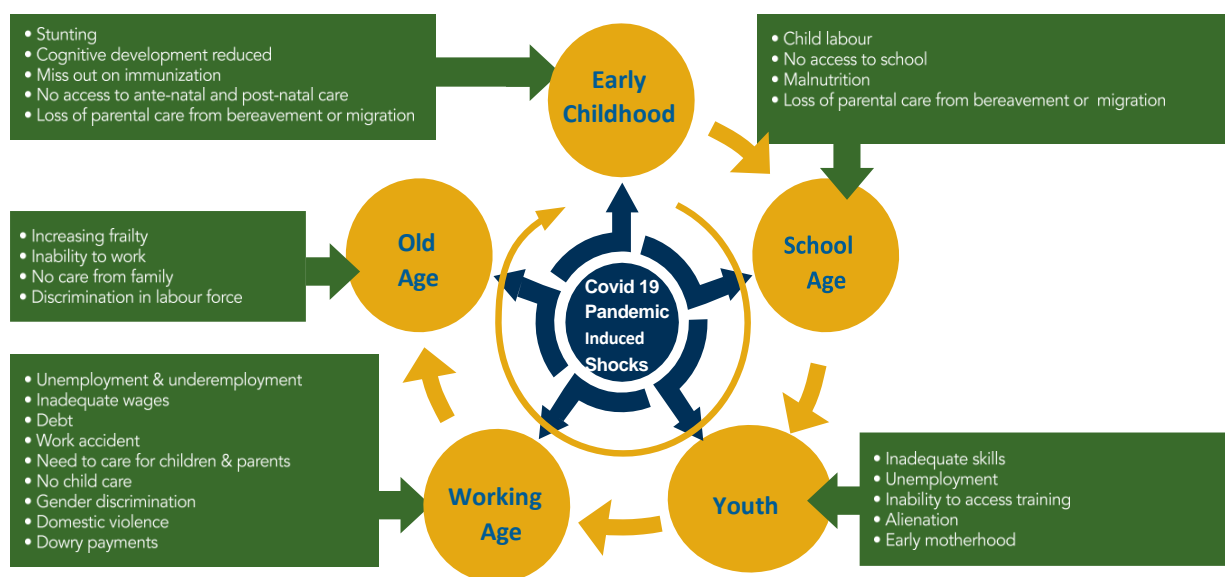 • Stunting
• Cognitive development reduced
• Miss out on immunization
• No access to ante-natal and post-natal care
• Loss of parental care from bereavement or migration
Early
Childhood
• Child labour
• No access to school
• Malnutrition
• Loss of parental care from bereavement or migration
• Increasing frailty
• Inability to work
• No care from family
• Discrimination in labour force
Old
Age
Covid 19
Pandemic
Induced
Shocks
School
Age
• Unemployment & underemployment
• Inadequate wages
• Debt
• Work accident
• Need to care for children & parents
• No child care
• Gender discrimination
• Domestic violence
• Dowry payments
Working
Age
Youth
• Inadequate skills
• Unemployment
• Inability to access training
• Alienation
• Early motherhood